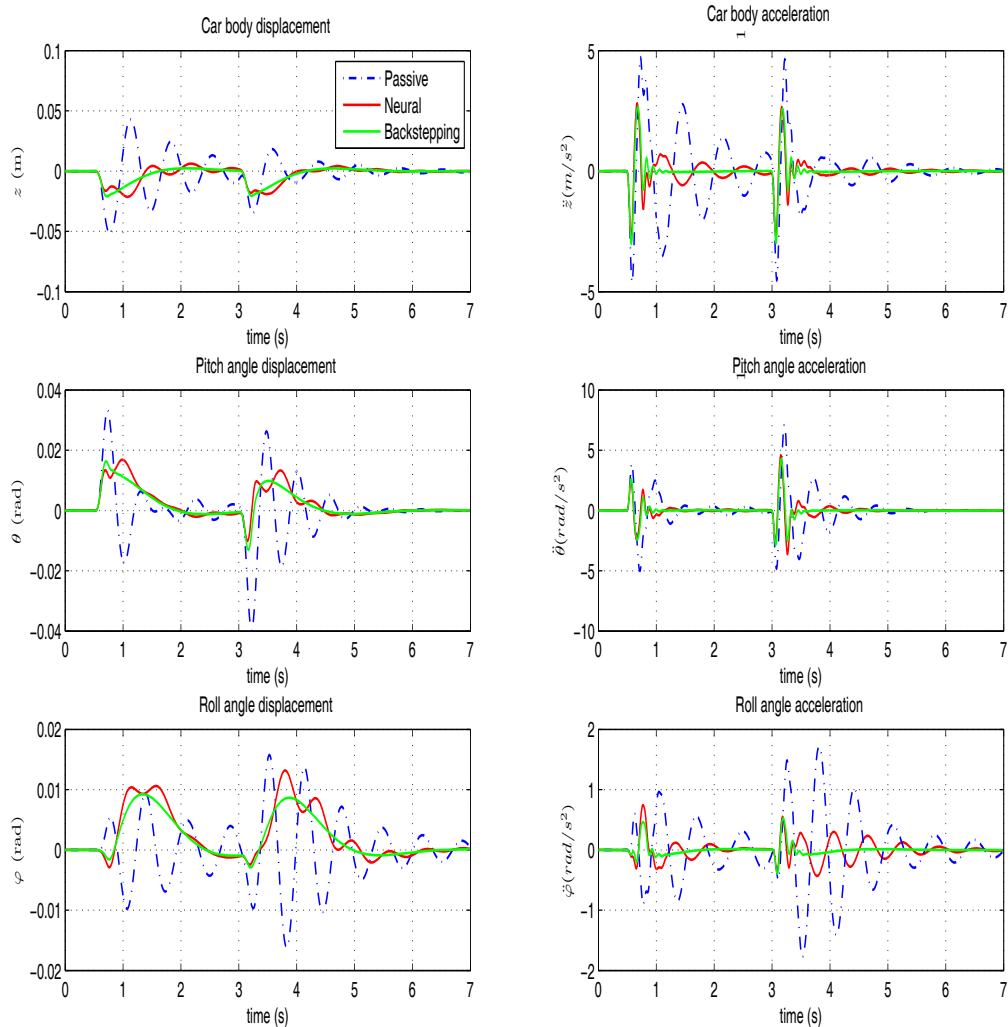 Car body displacement
z (m)
0.1
0.05
0
−0.05
−0.1
Passive
Neural
Backstepping
0 1 2 3 4 5 6 7
time (s)
Car body acceleration
1
z̈(m/s²)
5
0
−5
0 1 2 3 4 5 6 7
time (s)
Pitch angle displacement
θ (rad)
0.04
0.02
0
−0.02
−0.04
0 1 2 3 4 5 6 7
time (s)
Pitch angle acceleration
1
θ̈(rad/s²)
10
5
0
−5
−10
0 1 2 3 4 5 6 7
time (s)
Roll angle displacement
φ (rad)
0.02
0.01
0
−0.01
−0.02
0 1 2 3 4 5 6 7
time (s)
Roll angle acceleration
φ̈(rad/s²)
2
1
0
−1
−2
0 1 2 3 4 5 6 7
time (s)